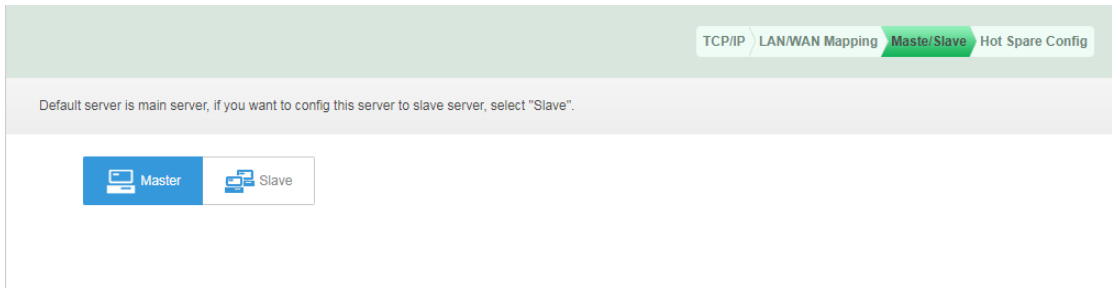 TCP/IP LAN/WAN Mapping Maste/Slave Hot Spare Config
Default server is main server, if you want to config this server to slave server, select "Slave".
Master Slave